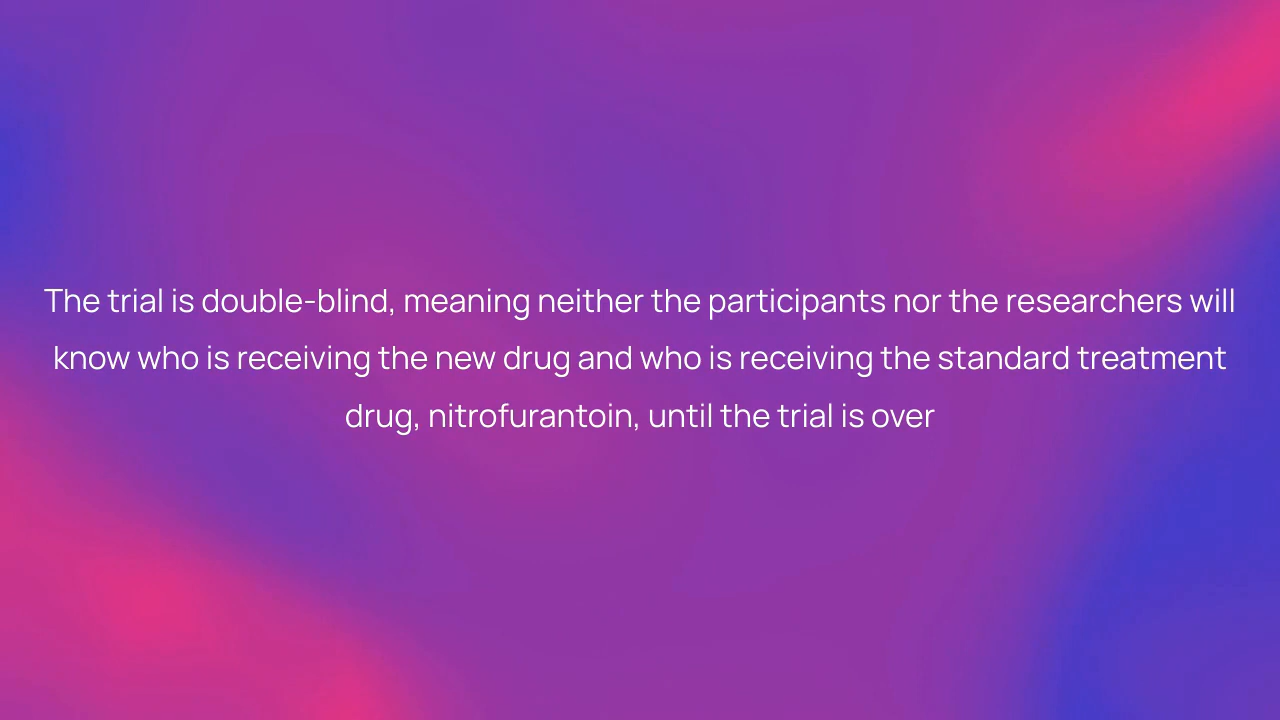 The trial is double-blind, meaning neither the participants nor the researchers will
know who is receiving the new drug and who is receiving the standard treatment
drug, nitrofurantoin, until the trial is over